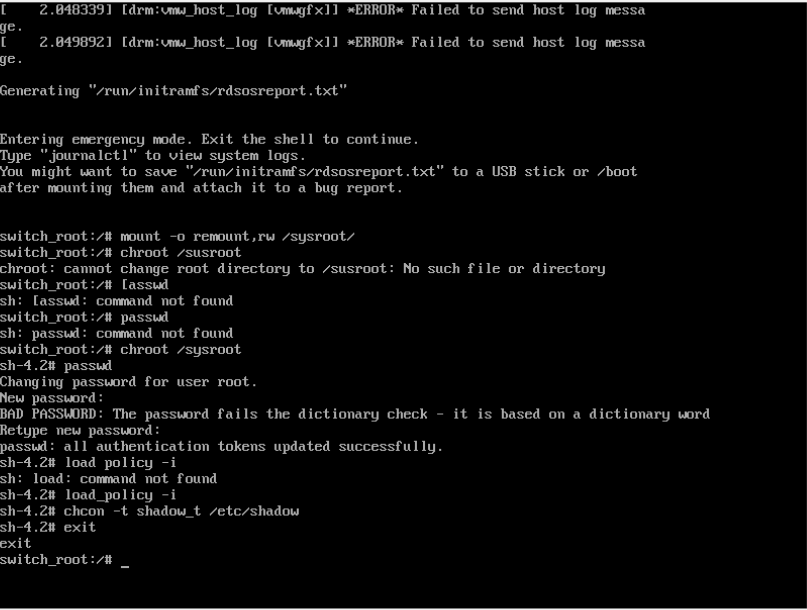 [    2.048339] [drm:vmw_host_log [vmwgfx]] *ERROR* Failed to send host log messa
ge.
[    2.049892] [drm:vmw_host_log [vmwgfx]] *ERROR* Failed to send host log messa
ge.
Generating "/run/initramfs/rdsosreport.txt"
Entering emergency mode. Exit the shell to continue.
Type "journalctl" to view system logs.
You might want to save "/run/initramfs/rdsosreport.txt" to a USB stick or /boot
after mounting them and attach it to a bug report.
switch_root:/# mount -o remount,rw /sysroot/
switch_root:/# chroot /susroot
chroot: cannot change root directory to /susroot: No such file or directory
switch_root:/# [asswd
sh: [asswd: command not found
switch_root:/# passwd
sh: passwd: command not found
switch_root:/# chroot /sysroot
sh-4.2# passwd
Changing password for user root.
New password:
BAD PASSWORD: The password fails the dictionary check - it is based on a dictionary word
Retype new password:
passwd: all authentication tokens updated successfully.
sh-4.2# load policy -i
sh: load: command not found
sh-4.2# load_policy -i
sh-4.2# chcon -t shadow_t /etc/shadow
sh-4.2# exit
exit
switch_root:/# _